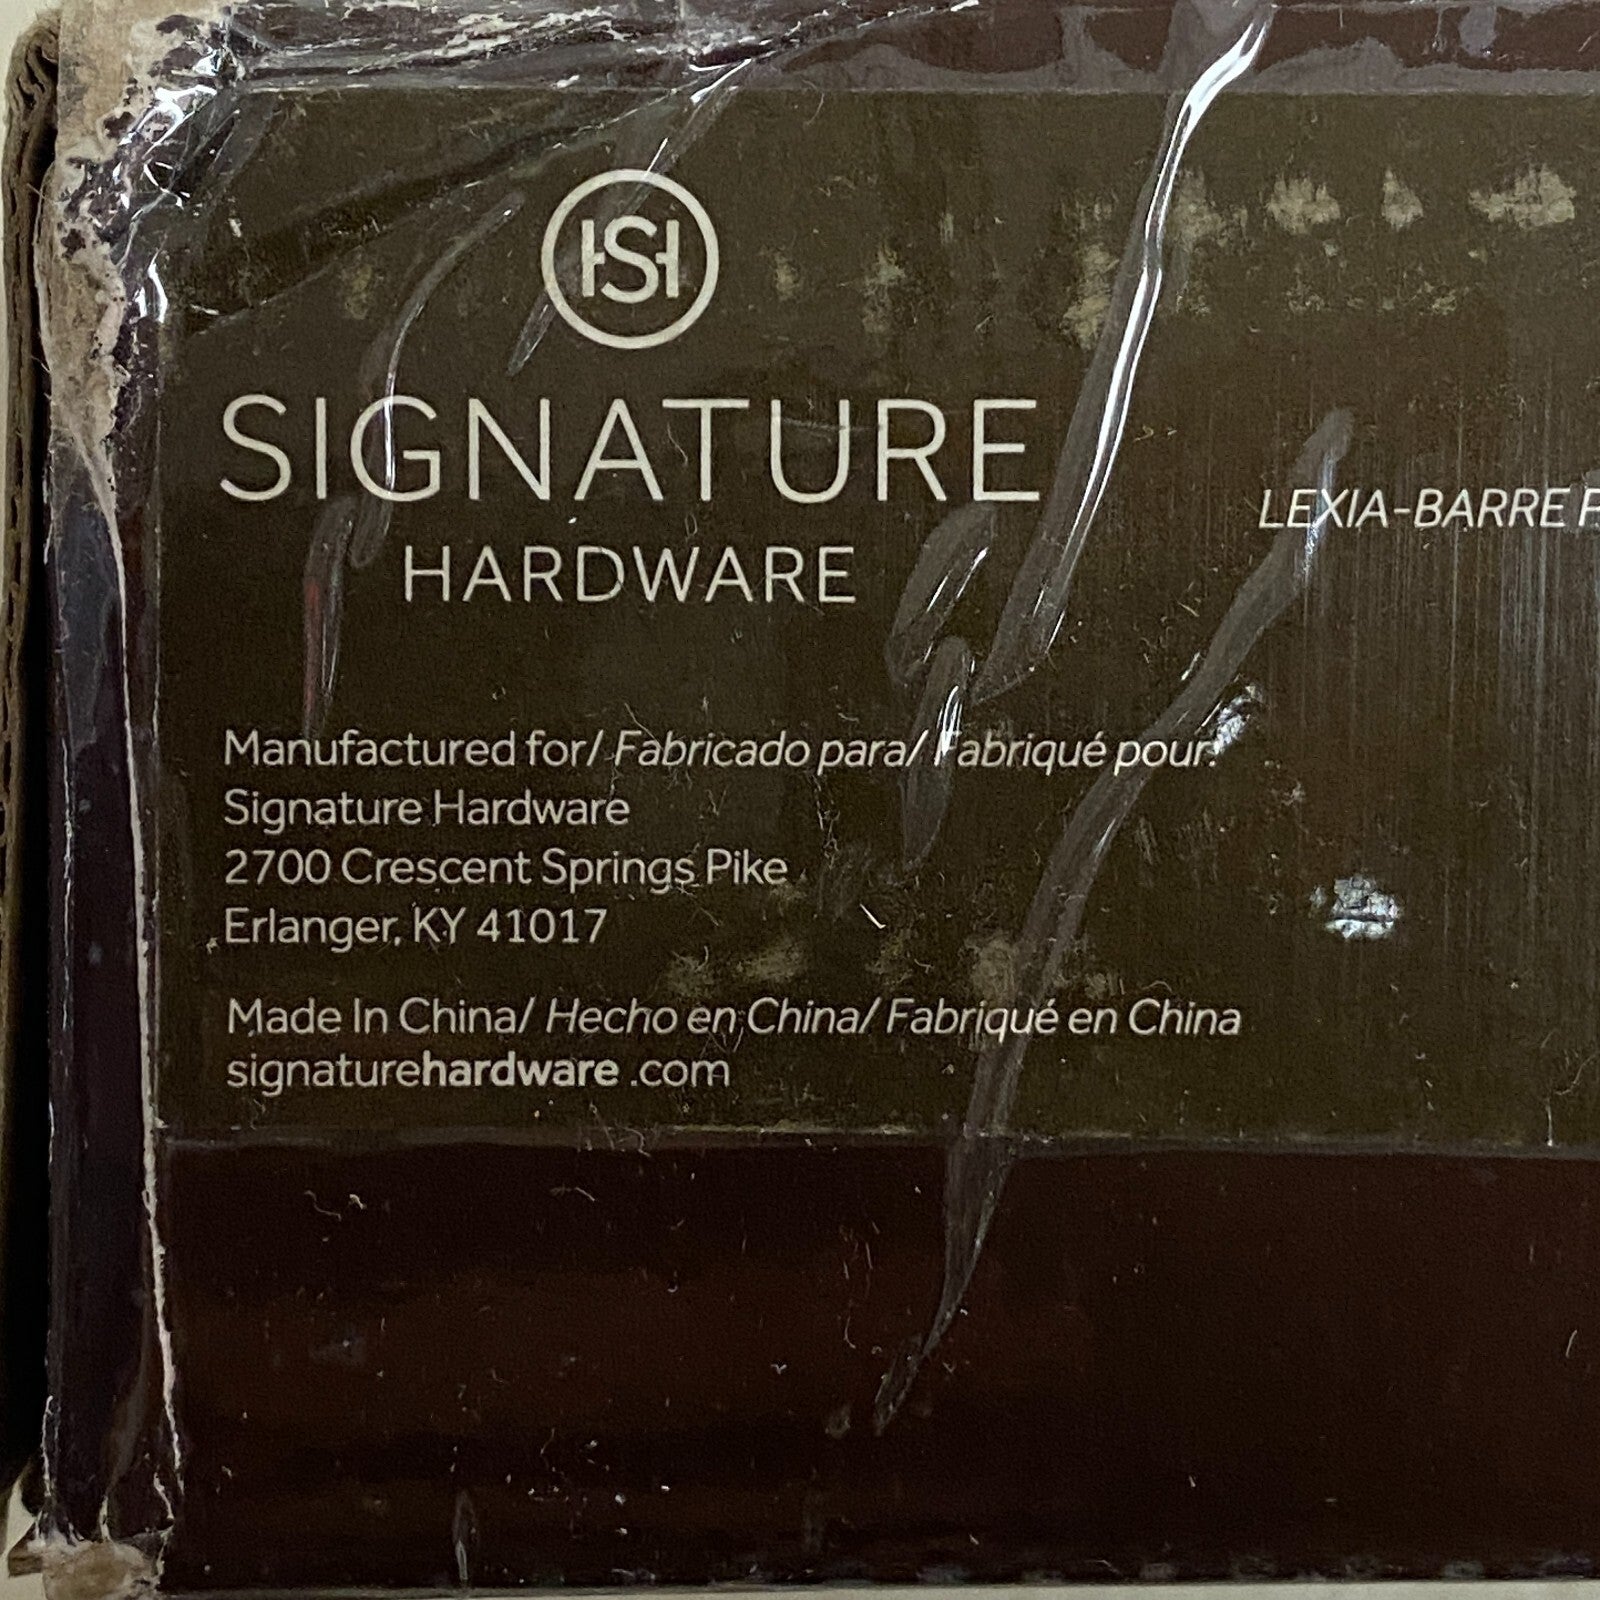 HSH
SIGNATURE
HARDWARE
LEXIA-BARRE
Manufactured for/ Fabricado para/ Fabriqué pour:
Signature Hardware
2700 Crescent Springs Pike
Erlanger, KY 41017
Made In China/ Hecho en China/ Fabriqué en China
signaturehardware .com